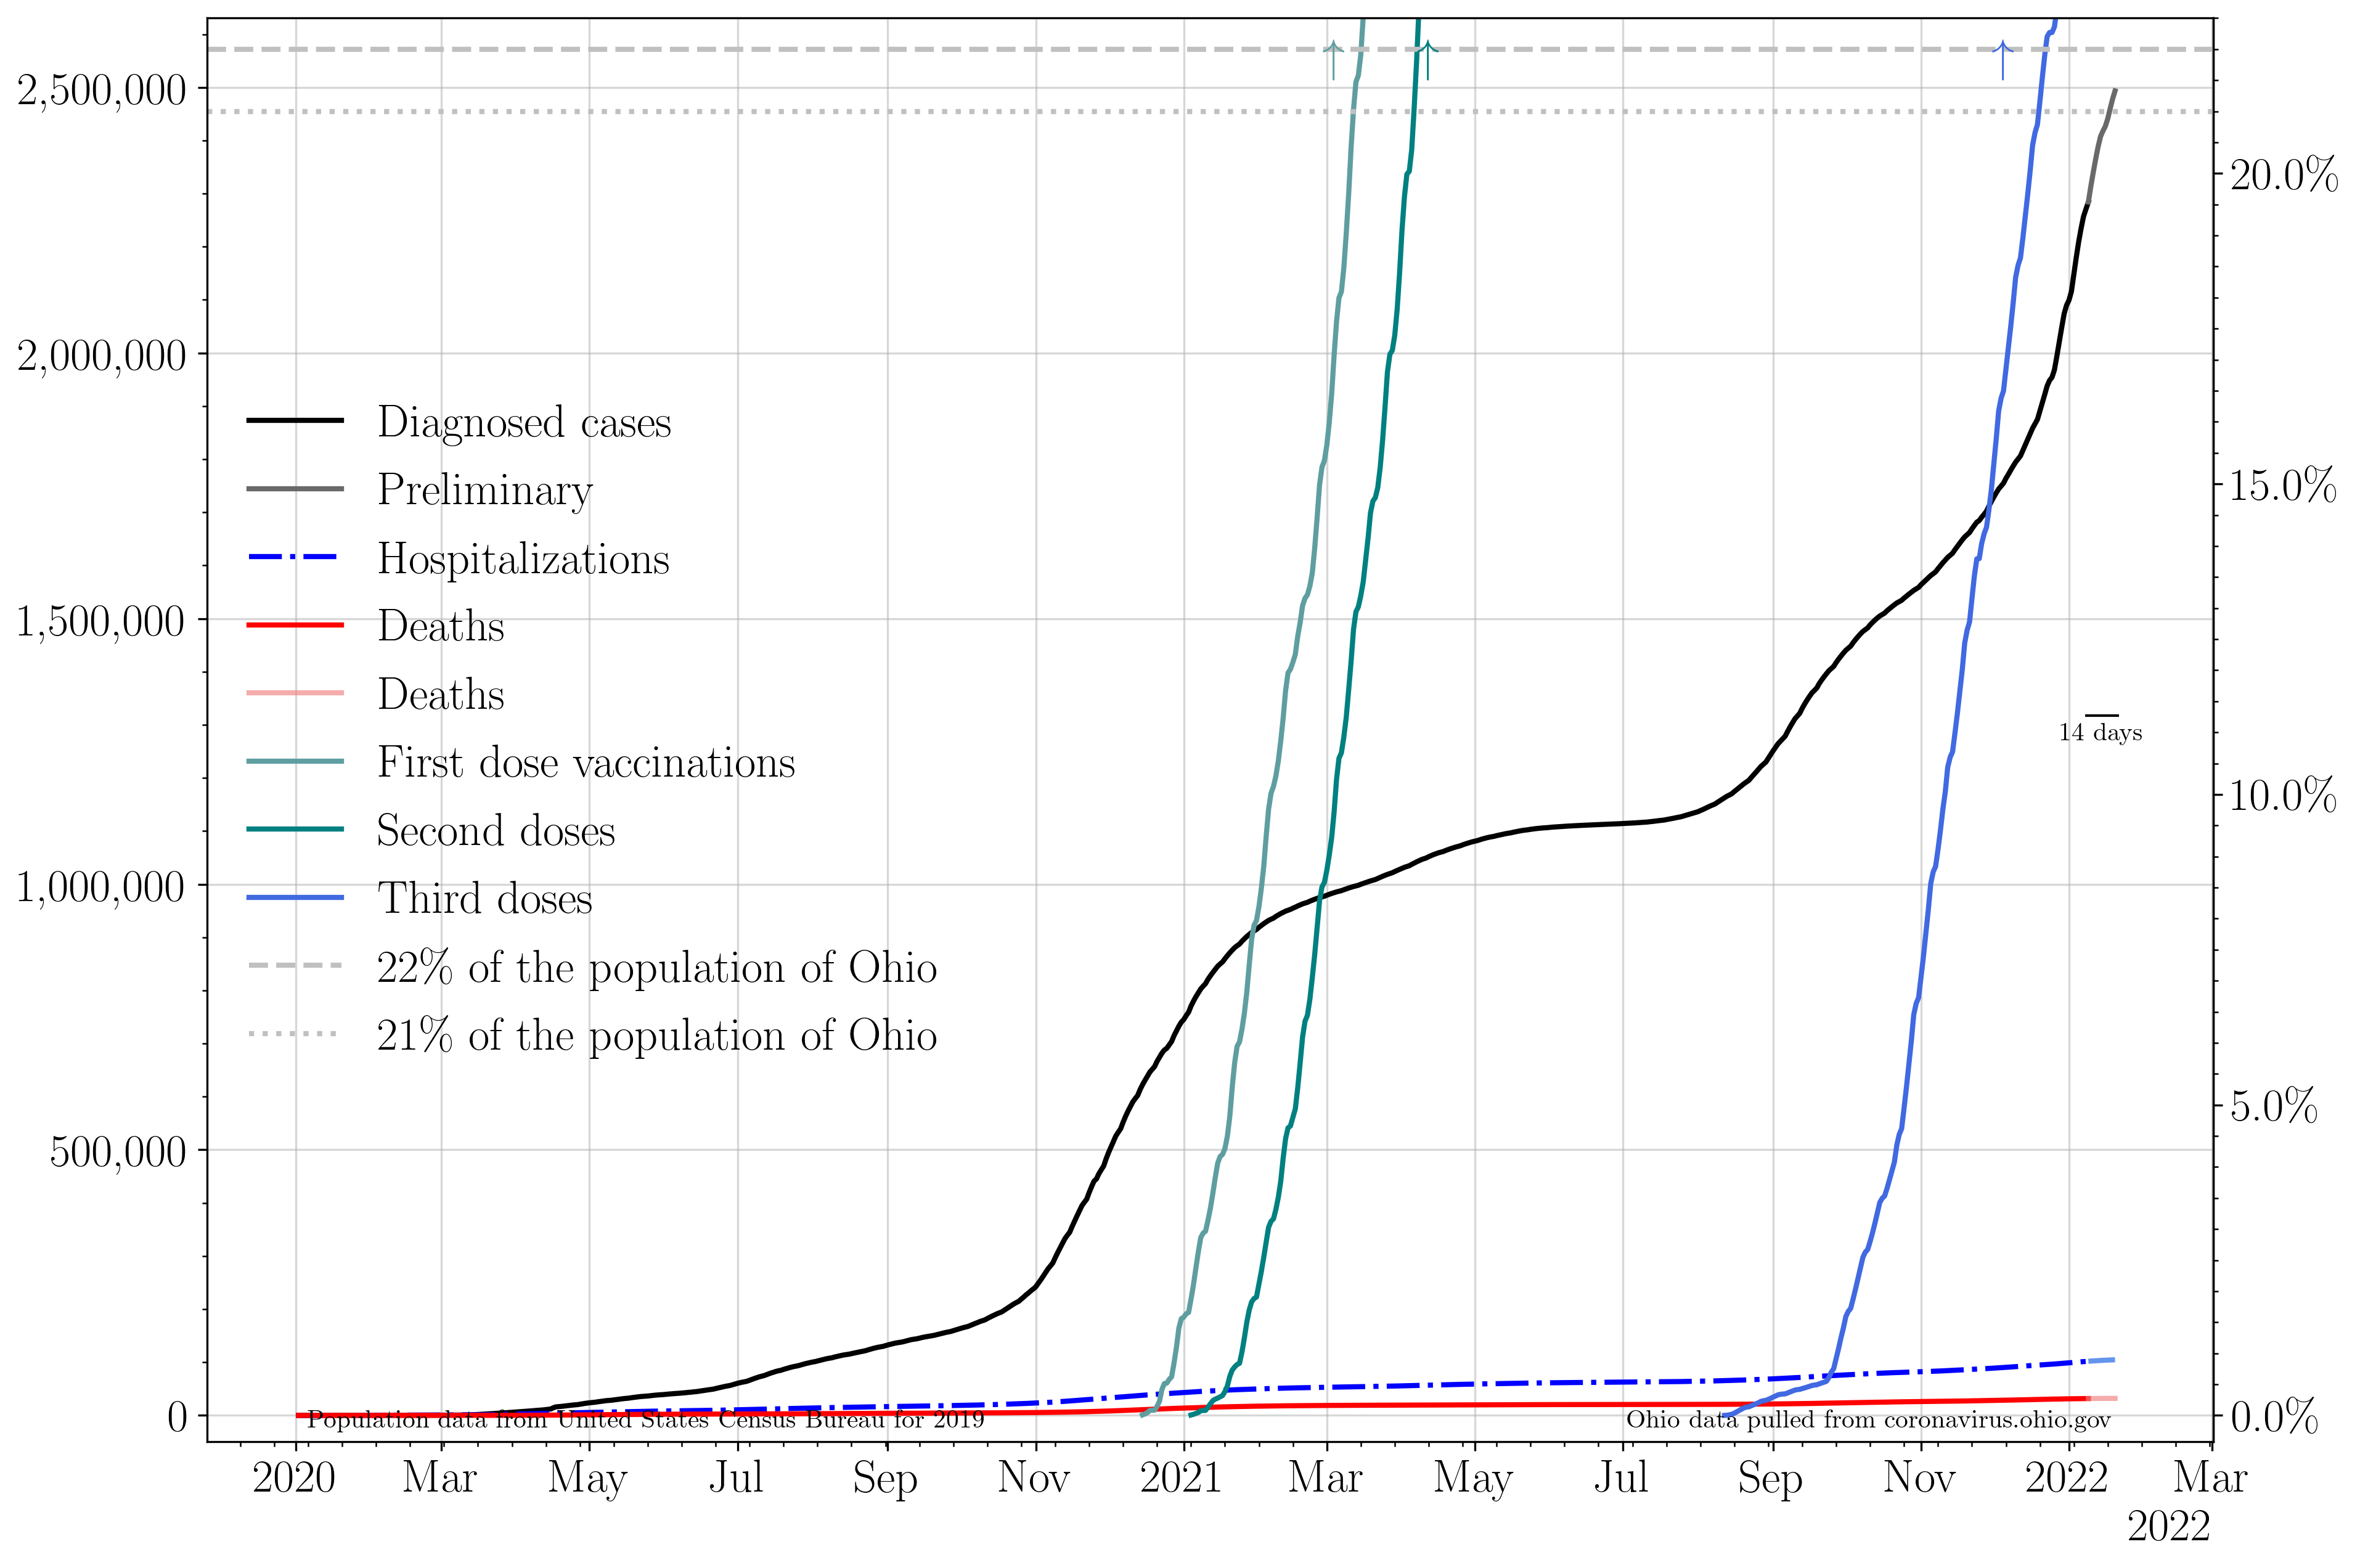 2,500,000
2,000,000
1,500,000
1,000,000
500,000
0
20.0%
15.0%
10.0%
5.0%
0.0%
Diagnosed cases
Preliminary
Hospitalizations
Deaths
Deaths
First dose vaccinations
Second doses
Third doses
22% of the population of Ohio
21% of the population of Ohio
14 days
Population data from United States Census Bureau for 2019
Ohio data pulled from coronavirus.ohio.gov
2020 Mar May Jul Sep Nov 2021 Mar May Jul Sep Nov 2022 Mar
2022